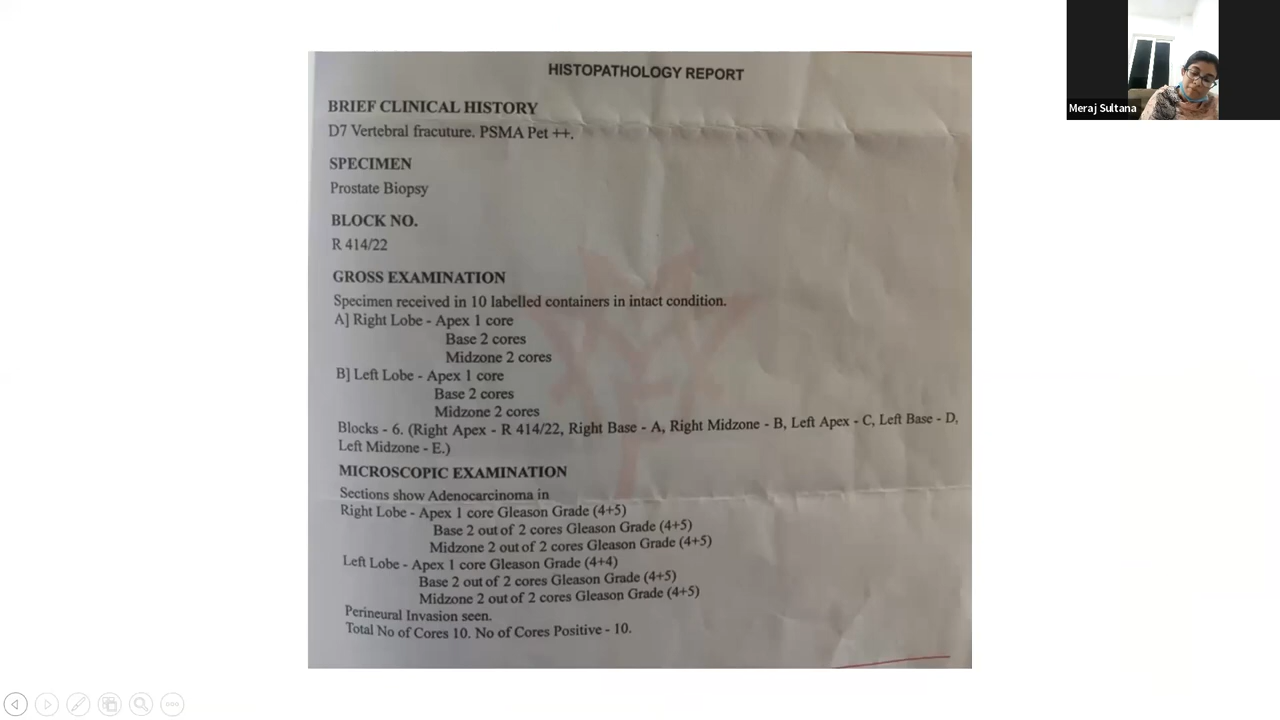 HISTOPATHOLOGY REPORT
BRIEF CLINICAL HISTORY
D7 Vertebral fracuture. PSMA Pet ++.
SPECIMEN
Prostate Biopsy
BLOCK NO.
R 414/22
GROSS EXAMINATION
Specimen received in 10 labelled containers in intact condition.
A] Right Lobe - Apex 1 core
Base 2 cores
Midzone 2 cores
B] Left Lobe - Apex 1 core
Base 2 cores
Midzone 2 cores
Blocks - 6. (Right Apex - R 414/22, Right Base - A, Right Midzone - B, Left Apex - C, Left Base - D,
Left Midzone - E.)
MICROSCOPIC EXAMINATION
Sections show Adenocarcinoma in
Right Lobe - Apex 1 core Gleason Grade (4+5)
Base 2 out of 2 cores Gleason Grade (4+5)
Midzone 2 out of 2 cores Gleason Grade (4+5)
Left Lobe - Apex 1 core Gleason Grade (4+4)
Base 2 out of 2 cores Gleason Grade (4+5)
Midzone 2 out of 2 cores Gleason Grade (4+5)
Perineural Invasion seen.
Total No of Cores 10. No of Cores Positive - 10.
Meraj Sultana